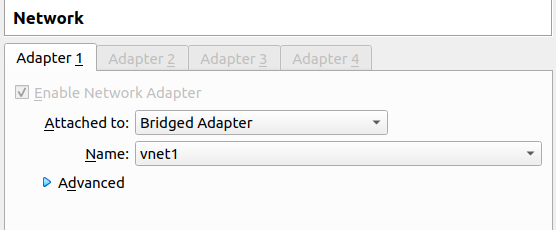 Network
Adapter 1 Adapter 2 Adapter 3 Adapter 4
Enable Network Adapter
Attached to: Bridged Adapter
Name: vnet1
Advanced